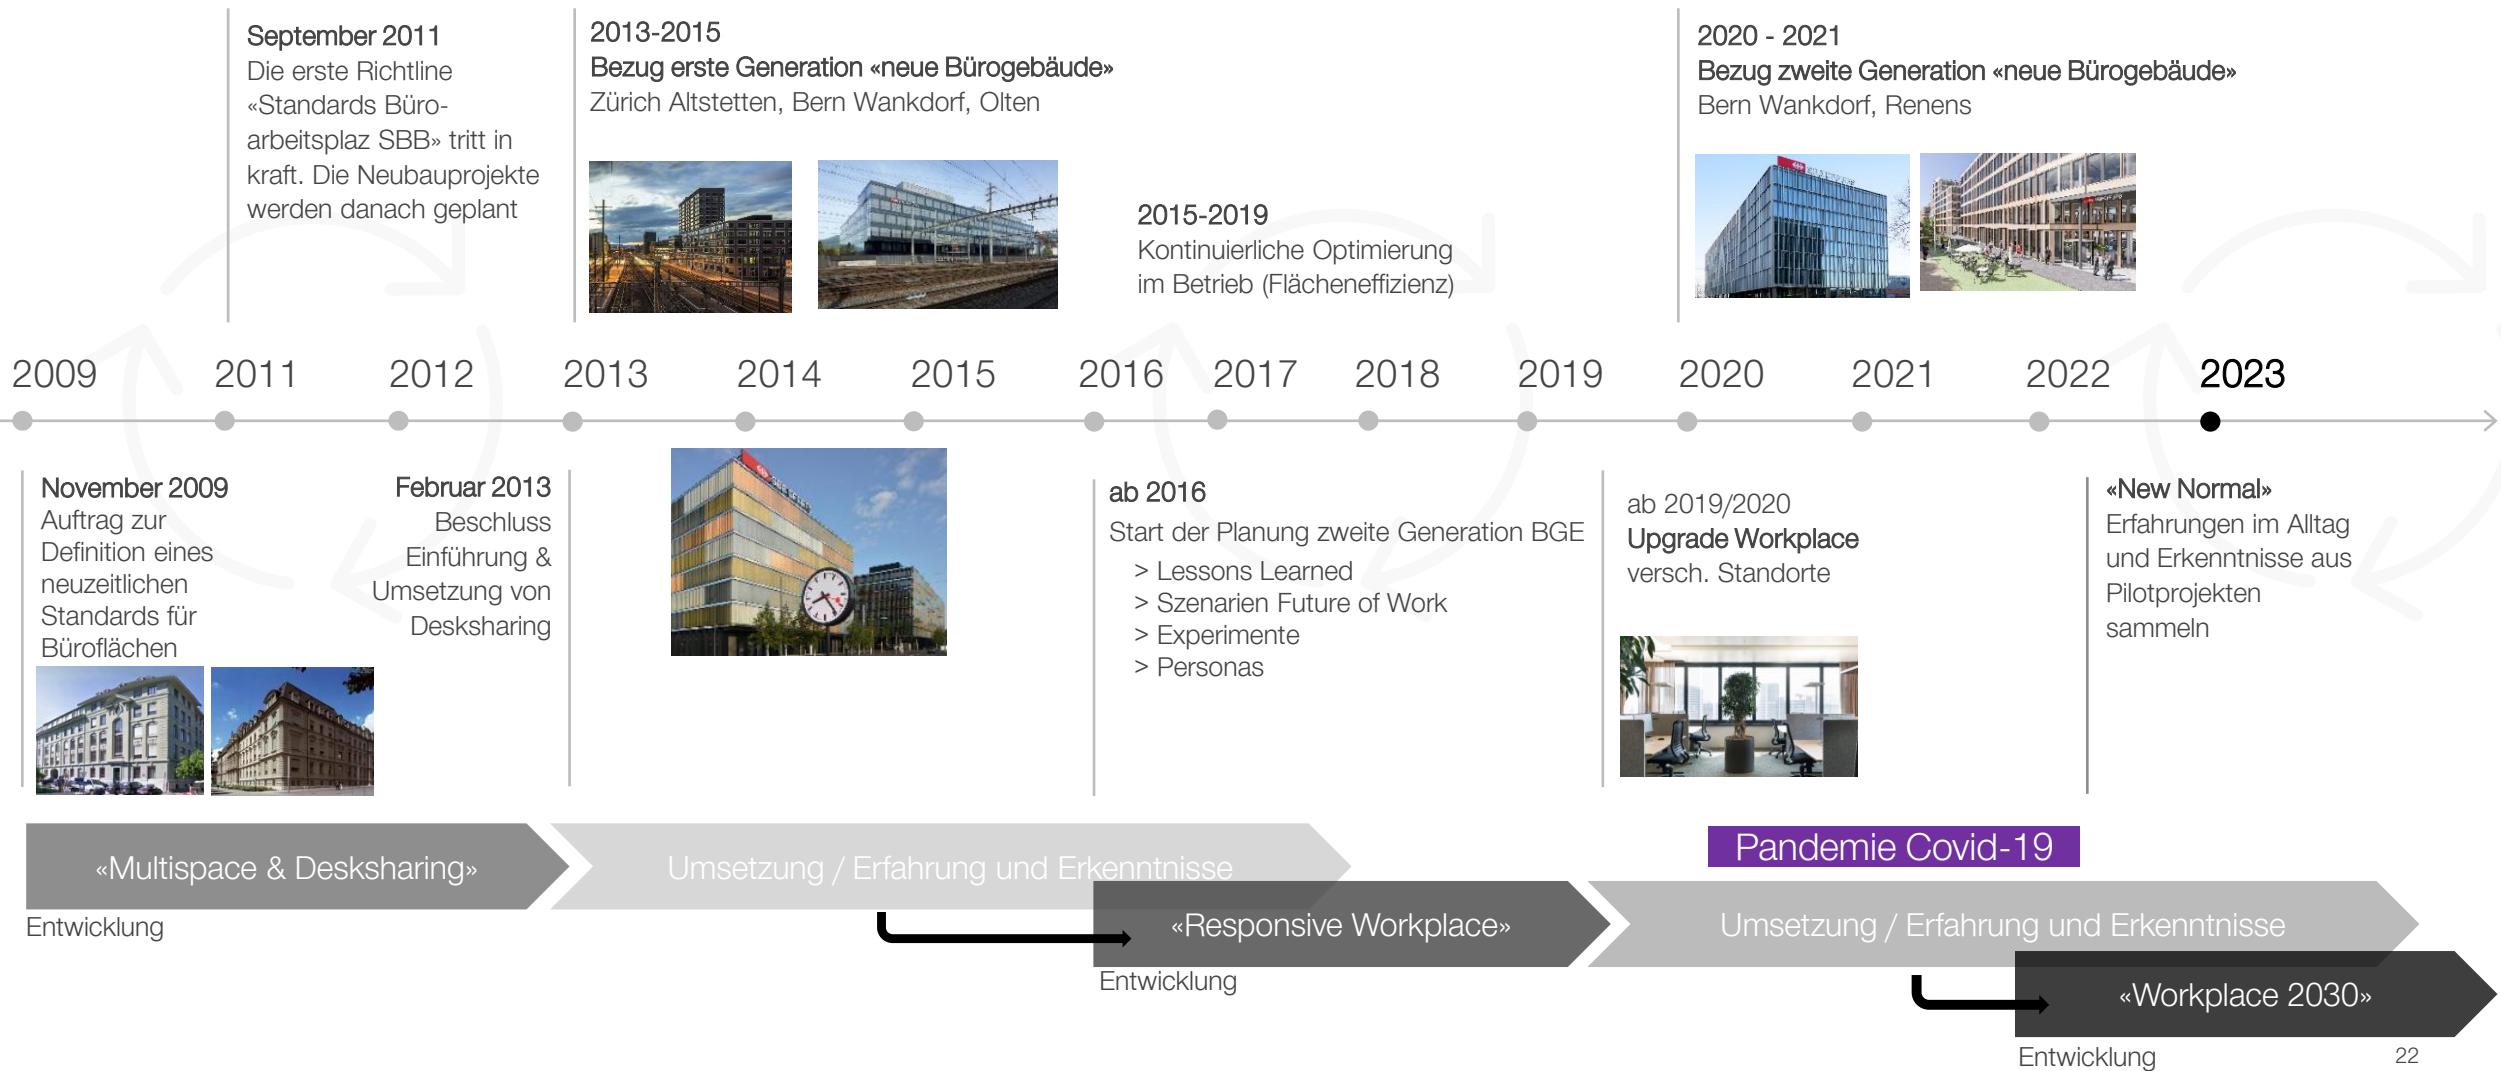 September 2011
Die erste Richtline
«Standards Büro-
arbeitsplaz SBB» tritt in
kraft. Die Neubauprojekte
werden danach geplant
2013-2015
Bezug erste Generation «neue Bürogebäude»
Zürich Altstetten, Bern Wankdorf, Olten
2015-2019
Kontinuierliche Optimierung
im Betrieb (Flächeneffizienz)
2020 - 2021
Bezug zweite Generation «neue Bürogebäude»
Bern Wankdorf, Renens
2009 2011 2012 2013 2014 2015 2016 2017 2018 2019 2020 2021 2022 2023
November 2009
Auftrag zur
Definition eines
neuzeitlichen
Standards für
Büroflächen
Februar 2013
Beschluss
Einführung &
Umsetzung von
Desksharing
ab 2016
Start der Planung zweite Generation BGE
> Lessons Learned
> Szenarien Future of Work
> Experimente
> Personas
ab 2019/2020
Upgrade Workplace
versch. Standorte
«New Normal»
Erfahrungen im Alltag
und Erkenntnisse aus
Pilotprojekten
sammeln
«Multispace & Desksharing»
Entwicklung
Umsetzung / Erfahrung und Erkenntnisse
«Responsive Workplace»
Entwicklung
Pandemie Covid-19
Umsetzung / Erfahrung und Erkenntnisse
«Workplace 2030»
Entwicklung
22